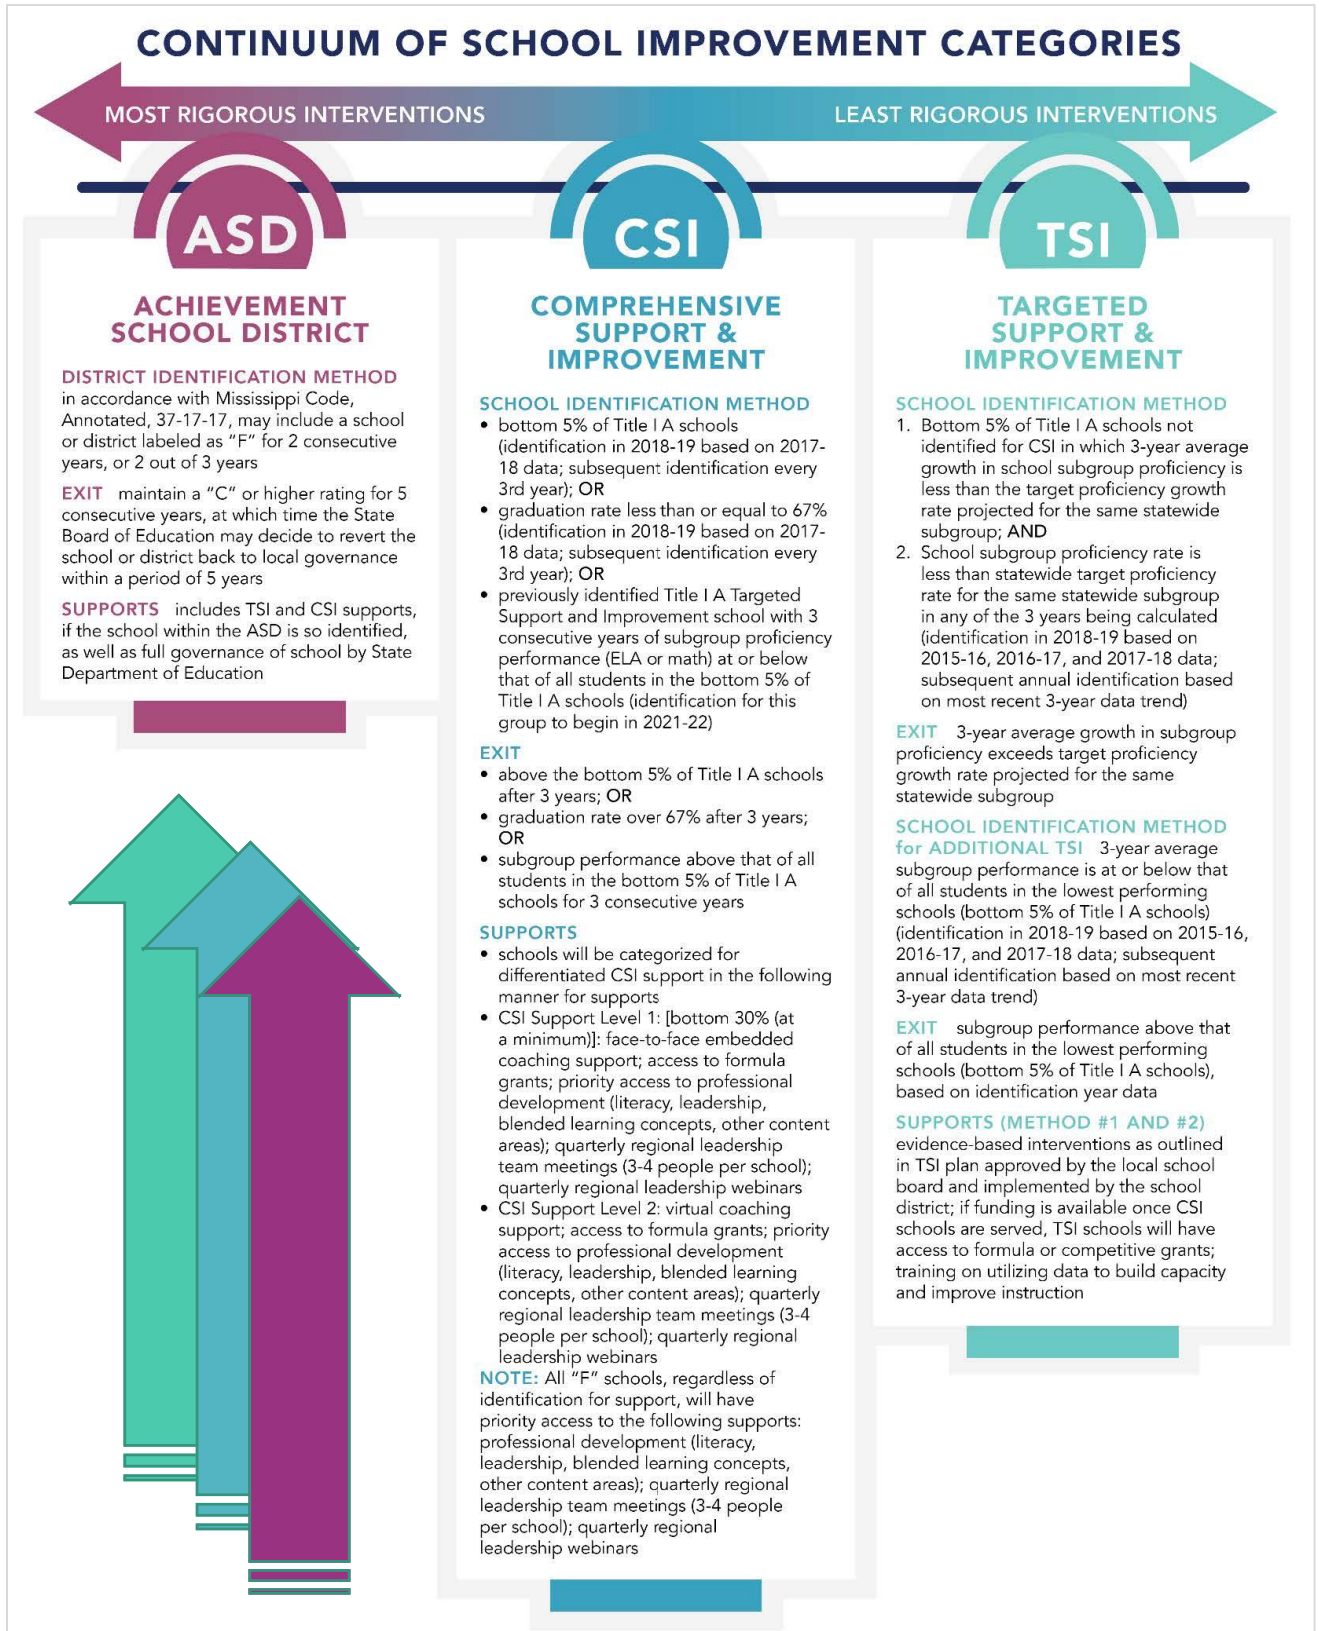 CONTINUUM OF SCHOOL IMPROVEMENT CATEGORIES
MOST RIGOROUS INTERVENTIONS
LEAST RIGOROUS INTERVENTIONS
ASD
ACHIEVEMENT
SCHOOL DISTRICT
DISTRICT IDENTIFICATION METHOD
in accordance with Mississippi Code,
Annotated, 37-17-17, may include a school
or district labeled as "F" for 2 consecutive
years, or 2 out of 3 years
EXIT maintain a "C" or higher rating for 5
consecutive years, at which time the State
Board of Education may decide to revert the
school or district back to local governance
within a period of 5 years
SUPPORTS includes TSI and CSI supports,
if the school within the ASD is so identified,
as well as full governance of school by State
Department of Education
CSI
COMPREHENSIVE
SUPPORT &
IMPROVEMENT
SCHOOL IDENTIFICATION METHOD
• bottom 5% of Title I A schools
(identification in 2018-19 based on 2017-
18 data; subsequent identification every
3rd year); OR
• graduation rate less than or equal to 67%
(identification in 2018-19 based on 2017-
18 data; subsequent identification every
3rd year); OR
• previously identified Title I A Targeted
Support and Improvement school with 3
consecutive years of subgroup proficiency
performance (ELA or math) at or below
that of all students in the bottom 5% of
Title I A schools (identification for this
group to begin in 2021-22)
EXIT
• above the bottom 5% of Title I A schools
after 3 years; OR
• graduation rate over 67% after 3 years;
OR
• subgroup performance above that of all
students in the bottom 5% of Title I A
schools for 3 consecutive years
SUPPORTS
• schools will be categorized for
differentiated CSI support in the following
manner for supports
• CSI Support Level 1: [bottom 30% (at
a minimum)]: face-to-face embedded
coaching support; access to formula
grants; priority access to professional
development (literacy, leadership,
blended learning concepts, other content
areas); quarterly regional leadership
team meetings (3-4 people per school);
quarterly regional leadership webinars
• CSI Support Level 2: virtual coaching
support; access to formula grants; priority
access to professional development
(literacy, leadership, blended learning
concepts, other content areas); quarterly
regional leadership team meetings (3-4
people per school); quarterly regional
leadership webinars
NOTE: All "F" schools, regardless of
identification for support, will have
priority access to the following supports:
professional development (literacy,
leadership, blended learning concepts,
other content areas); quarterly regional
leadership team meetings (3-4 people
per school); quarterly regional
leadership webinars
TSI
TARGETED
SUPPORT &
IMPROVEMENT
SCHOOL IDENTIFICATION METHOD
1. Bottom 5% of Title I A schools not
identified for CSI in which 3-year average
growth in school subgroup proficiency is
less than the target proficiency growth
rate projected for the same statewide
subgroup; AND
2. School subgroup proficiency rate is
less than statewide target proficiency
rate for the same statewide subgroup
in any of the 3 years being calculated
(identification in 2018-19 based on
2015-16, 2016-17, and 2017-18 data;
subsequent annual identification based
on most recent 3-year data trend)
EXIT 3-year average growth in subgroup
proficiency exceeds target proficiency
growth rate projected for the same
statewide subgroup
SCHOOL IDENTIFICATION METHOD
for ADDITIONAL TSI 3-year average
subgroup performance is at or below that
of all students in the lowest performing
schools (bottom 5% of Title I A schools)
(identification in 2018-19 based on 2015-16,
2016-17, and 2017-18 data; subsequent
annual identification based on most recent
3-year data trend)
EXIT subgroup performance above that
of all students in the lowest performing
schools (bottom 5% of Title I A schools),
based on identification year data
SUPPORTS (METHOD #1 AND #2)
evidence-based interventions as outlined
in TSI plan approved by the local school
board and implemented by the school
district; if funding is available once CSI
schools are served, TSI schools will have
access to formula or competitive grants;
training on utilizing data to build capacity
and improve instruction